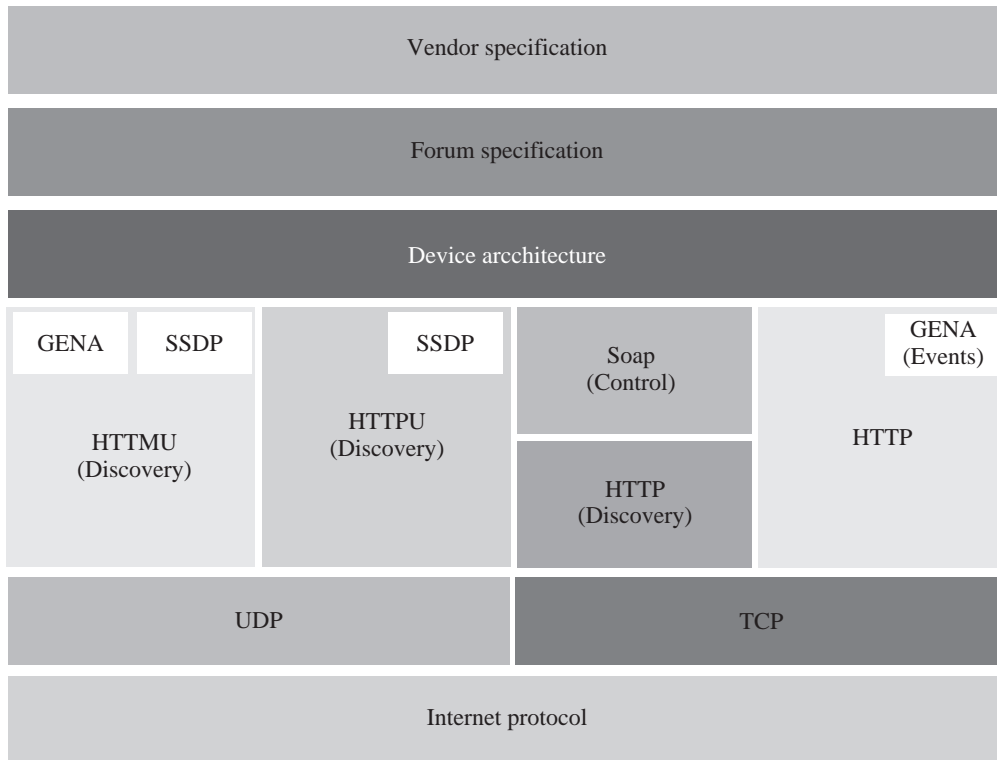 Vendor specification
Forum specification
Device arcchitecture
GENA
SSDP
HTTMU
(Discovery)
SSDP
HTTPU
(Discovery)
Soap
(Control)
HTTP
(Discovery)
GENA
(Events)
HTTP
UDP
TCP
Internet protocol